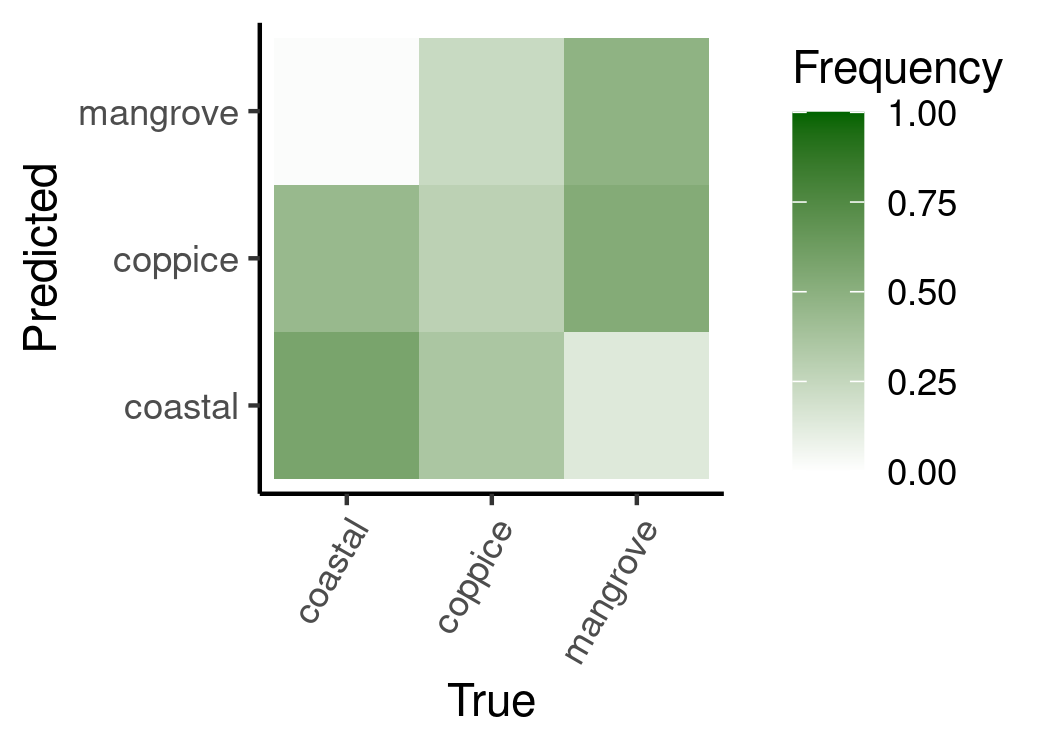 Predicted
mangrove
coppice
coastal
coastal
coppice
mangrove
True
Frequency
1.00
0.75
0.50
0.25
0.00